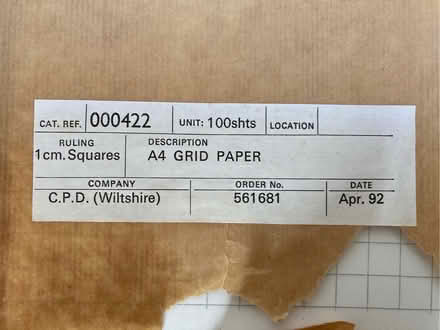 CAT. REF. 000422 UNIT: 100shts LOCATION
RULING DESCRIPTION
1cm. Squares A4 GRID PAPER
COMPANY ORDER No. DATE
C.P.D. (Wiltshire) 561681 Apr. 92